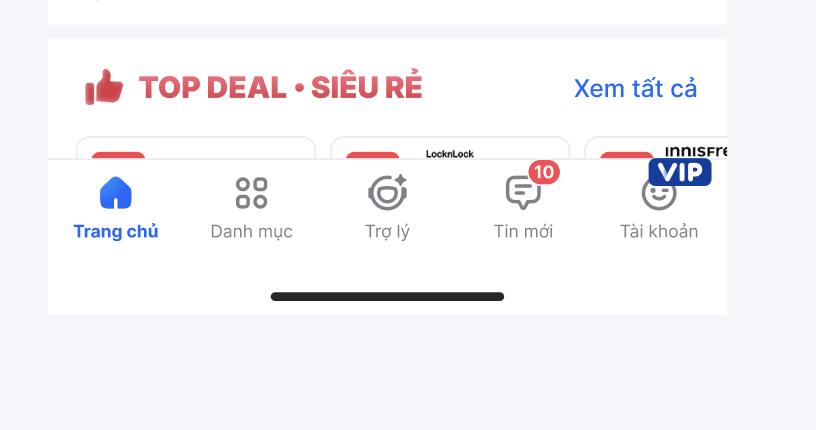 TOP DEAL • SIÊU RẺ
Xem tất cả
LocknLock
VIP
10
Trang chủ
Danh mục
Trợ lý
Tin mới
Tài khoản